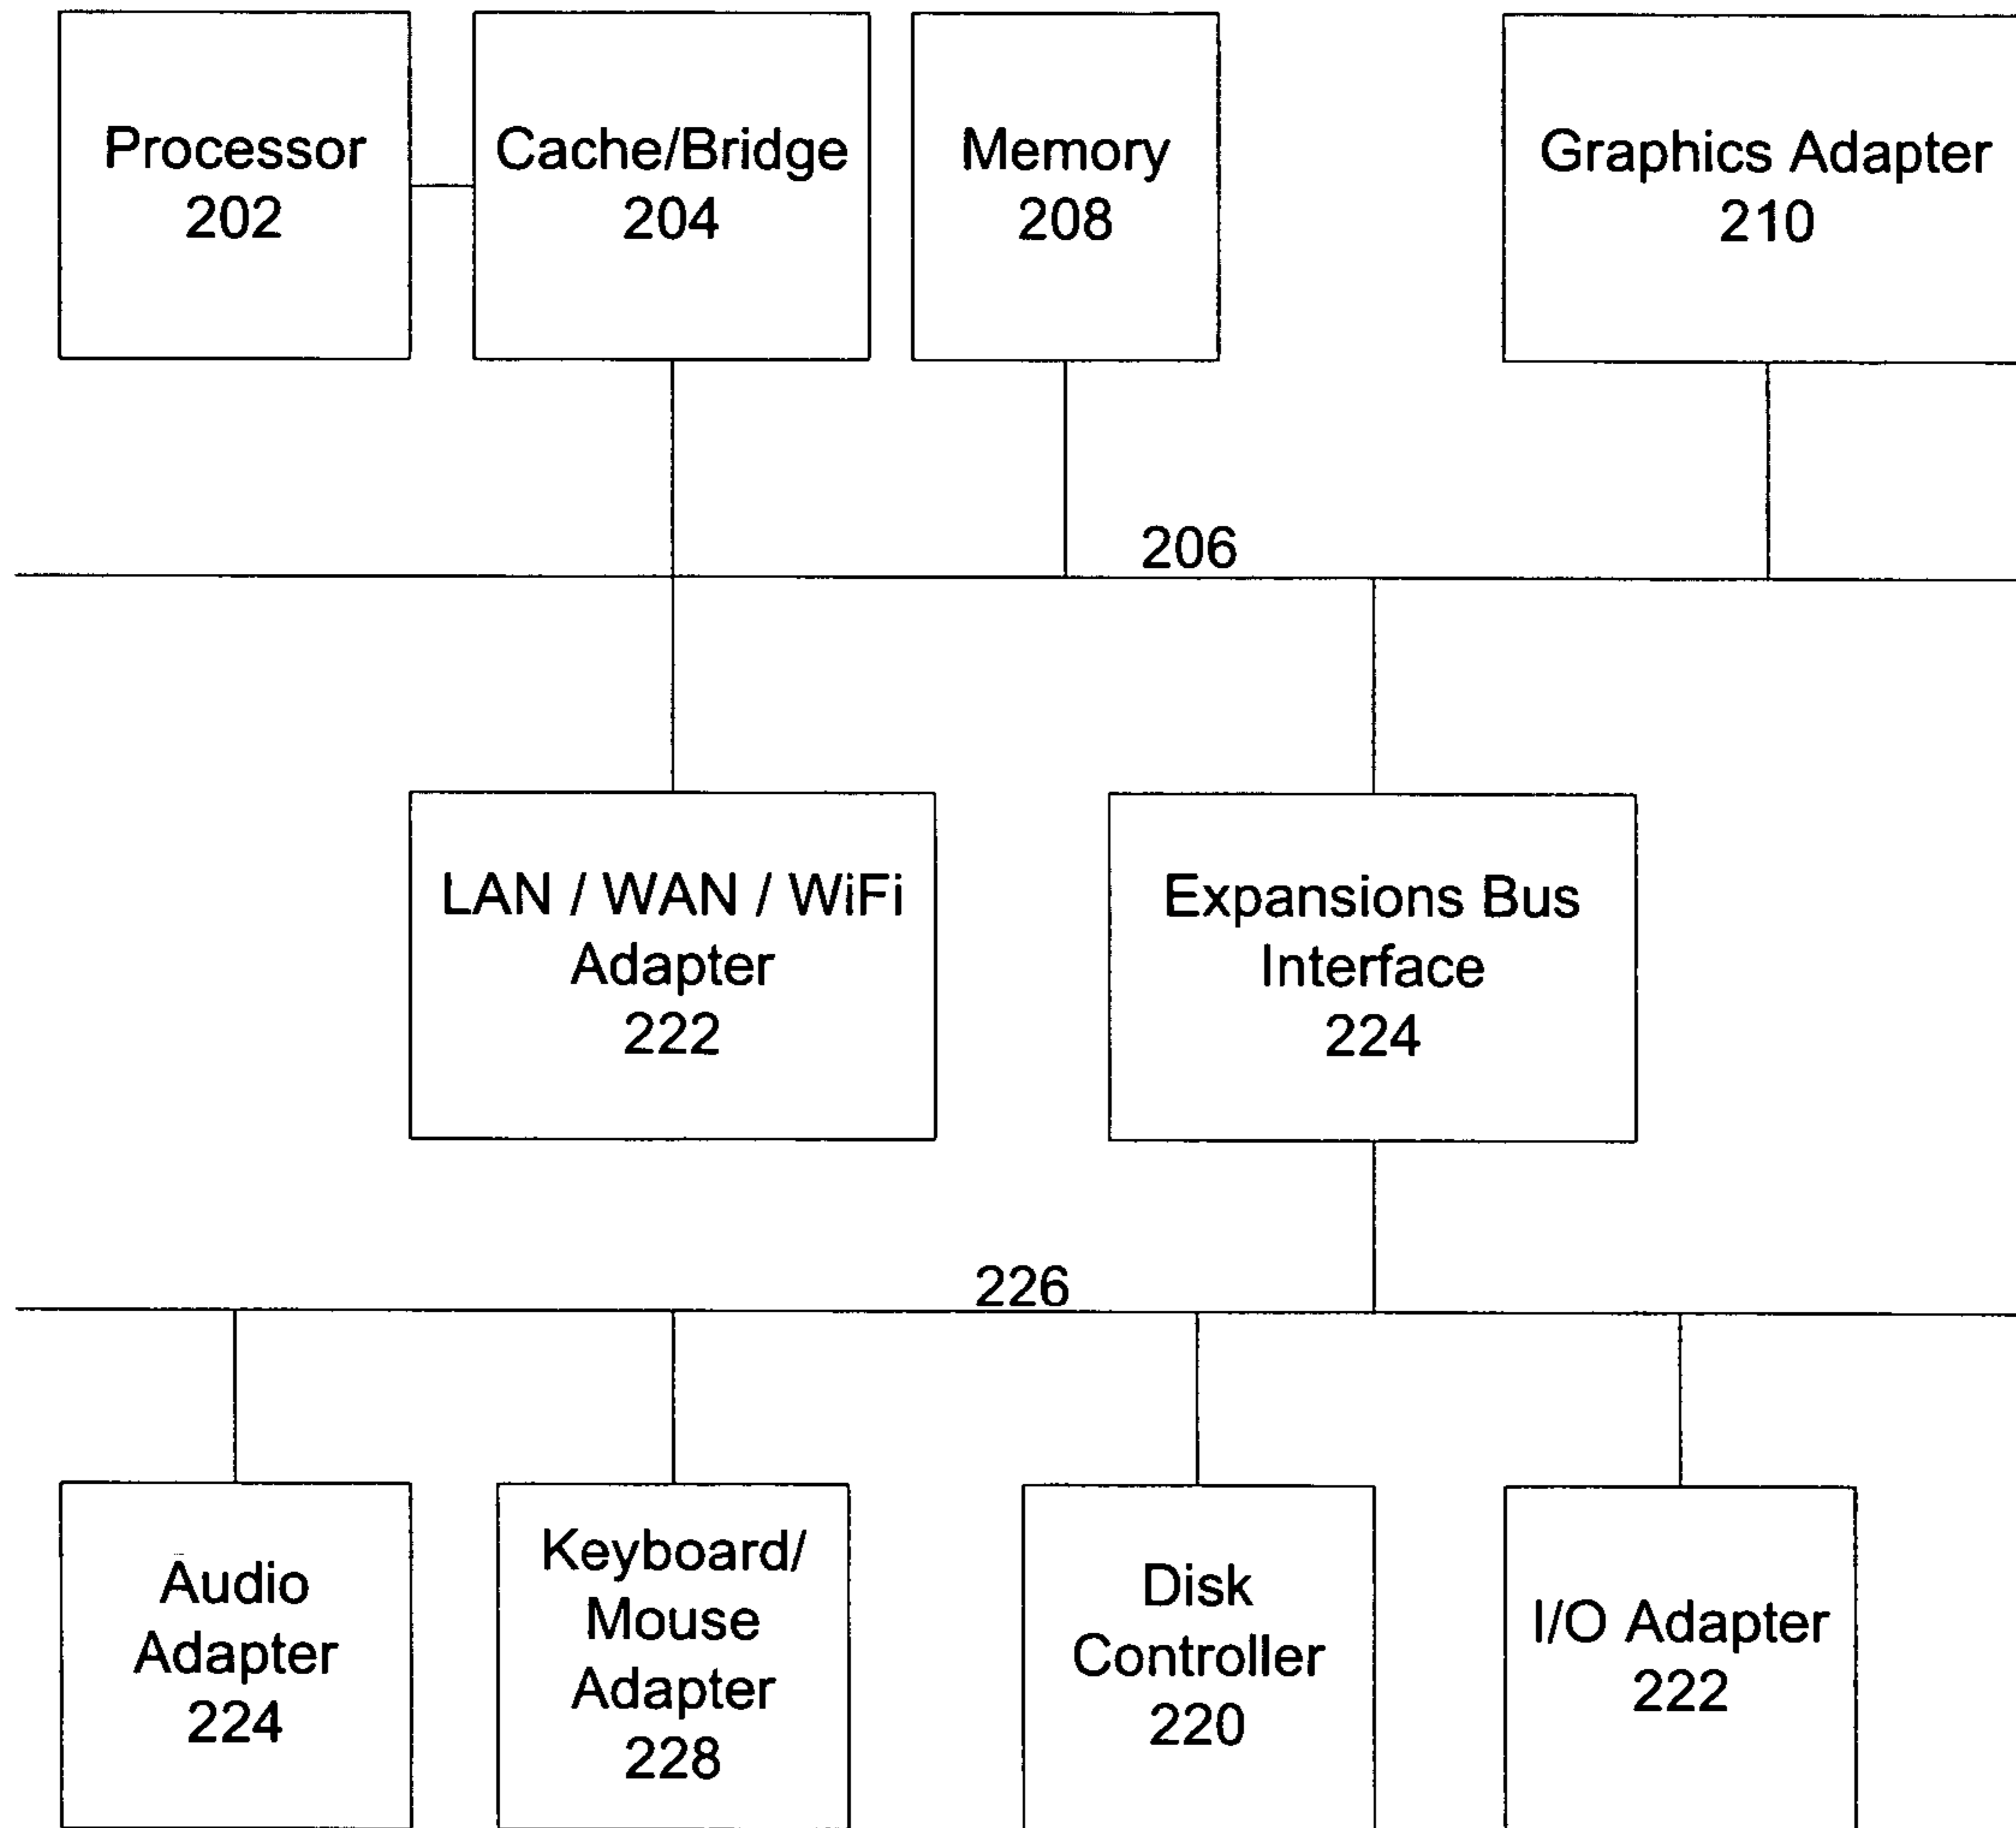 Processor
202
Cache/Bridge
204
Memory
208
Graphics Adapter
210
206
LAN / WAN / WiFi
Adapter
222
Expansions Bus
Interface
224
226
Audio
Adapter
224
Keyboard/
Mouse
Adapter
228
Disk
Controller
220
I/O Adapter
222